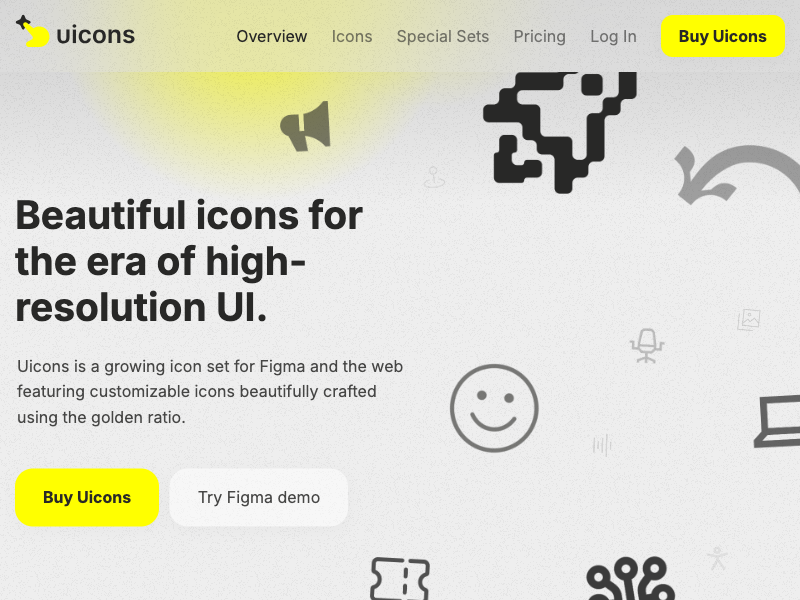 uicons
Overview
Icons
Special Sets
Pricing
Log In
Buy Uicons
Beautiful icons for
the era of high-
resolution UI.
Uicons is a growing icon set for Figma and the web
featuring customizable icons beautifully crafted
using the golden ratio.
Buy Uicons
Try Figma demo